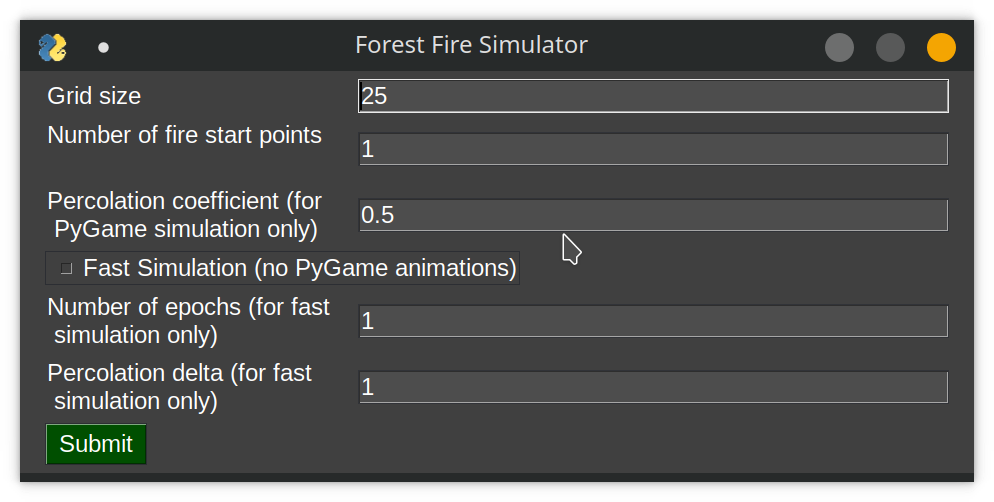 Forest Fire Simulator
Grid size
25
Number of fire start points
1
Percolation coefficient (for
PyGame simulation only)
0.5
Fast Simulation (no PyGame animations)
Number of epochs (for fast
simulation only)
1
Percolation delta (for fast
simulation only)
1
Submit